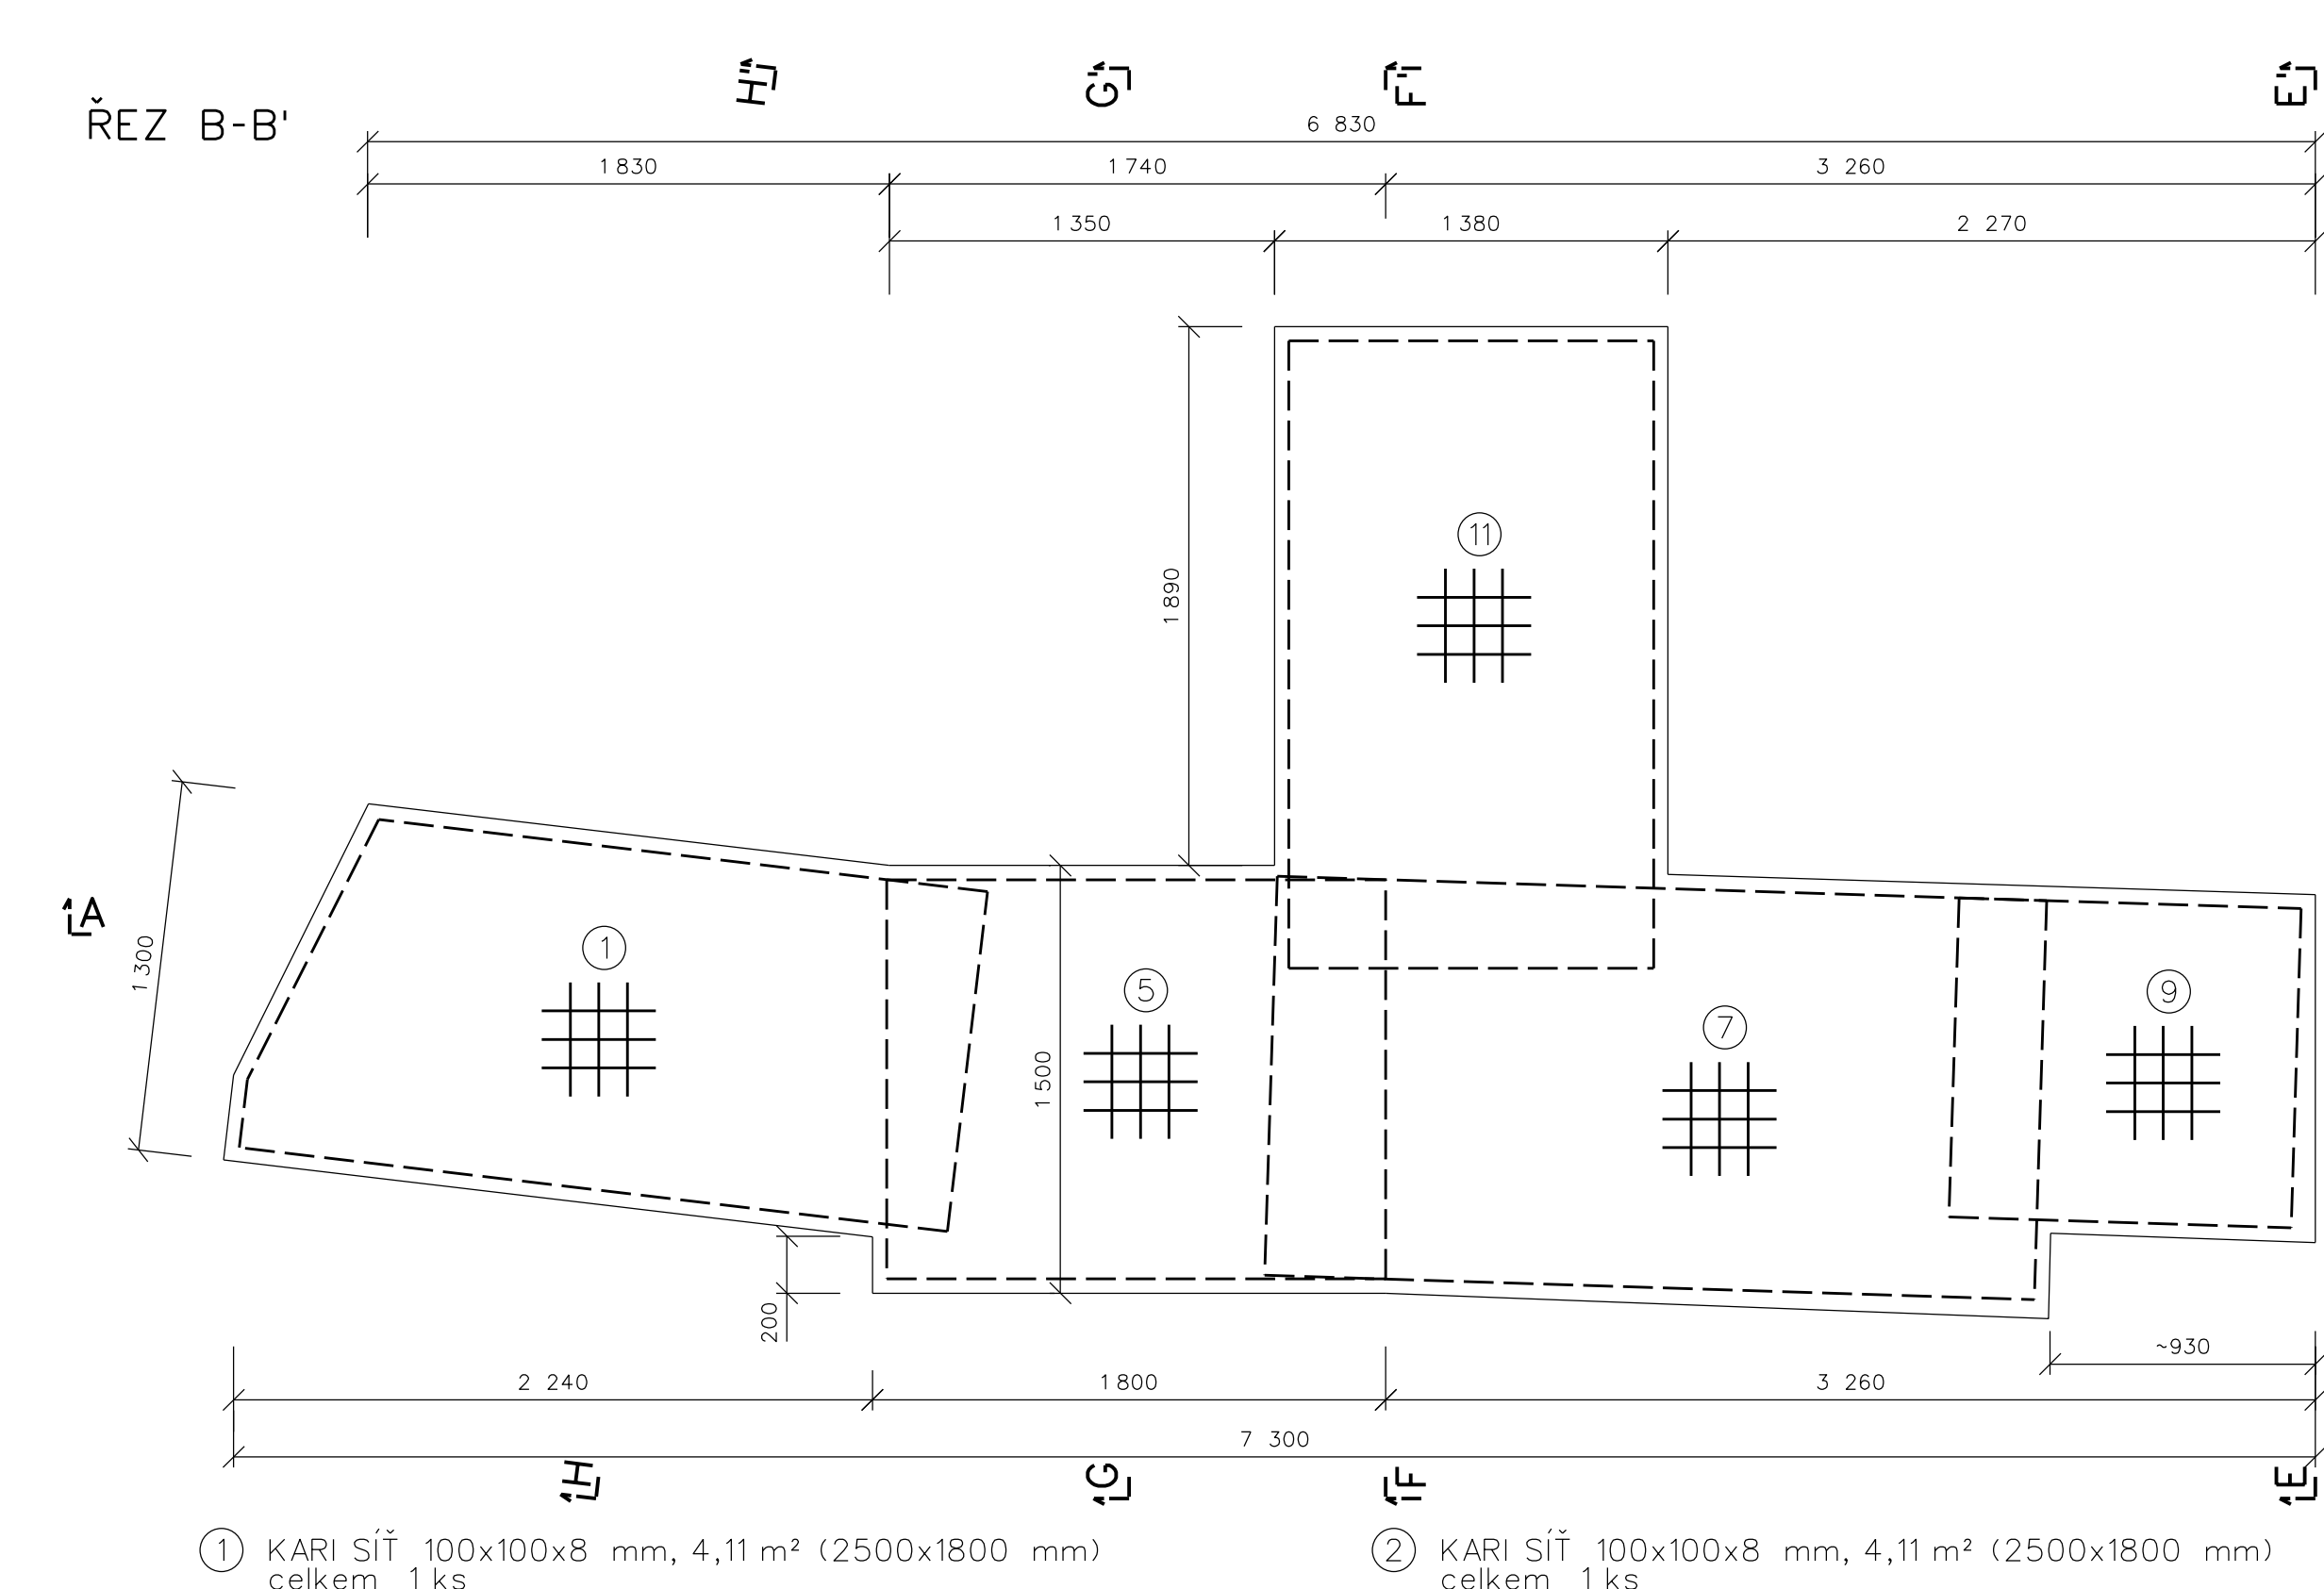 H' G' F' E'
ŘEZ B-B'
6 830
1 830 1 740 3 260
1 350 1 380 2 270
11
1 890
A
1 300
1
5
9
7
1 500
200
~930
2 240 1 800 3 260
7 300
H G F E
1 KARI SÍŤ 100x100x8 mm, 4,11 m² (2500x1800 mm)
celkem 1 ks
2 KARI SÍŤ 100x100x8 mm, 4,11 m² (2500x1800 mm)
celkem 1 ks